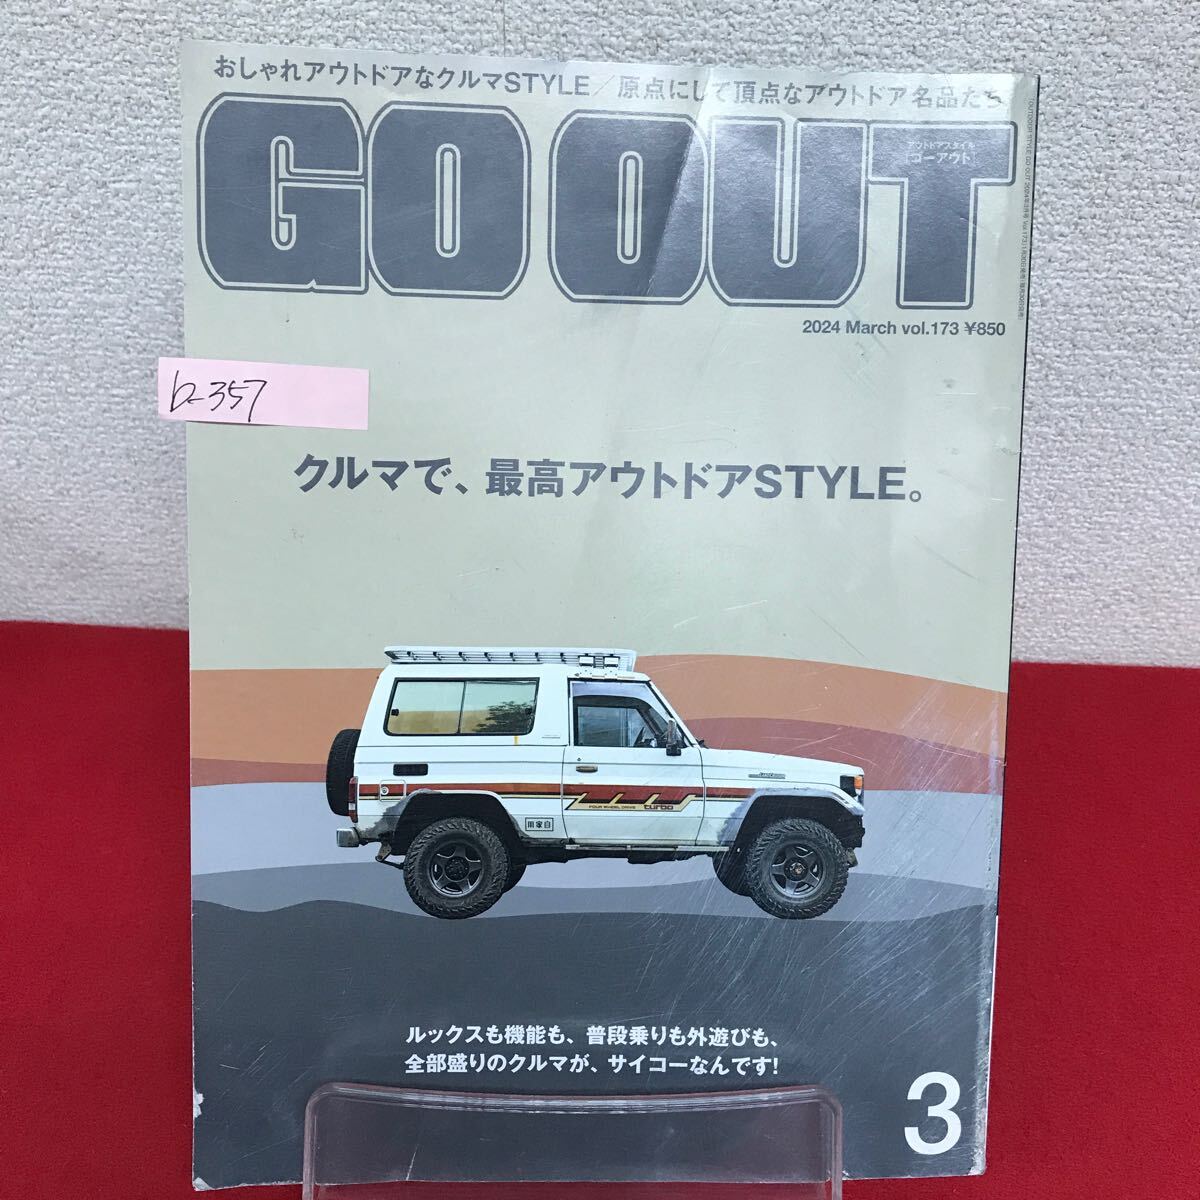 おしゃれアウトドアなクルマSTYLE／原点にして頂点なアウトドア名品たち
GO OUT
アウトドアスタイル
[ゴーアウト]
2024 March vol.173 ¥850
b-357
クルマで、最高アウトドアSTYLE。
FOUR WHEEL DRIVE turbo
自家用
ルックスも機能も、普段乗りも外遊びも、
全部盛りのクルマが、サイコーなんです!
3